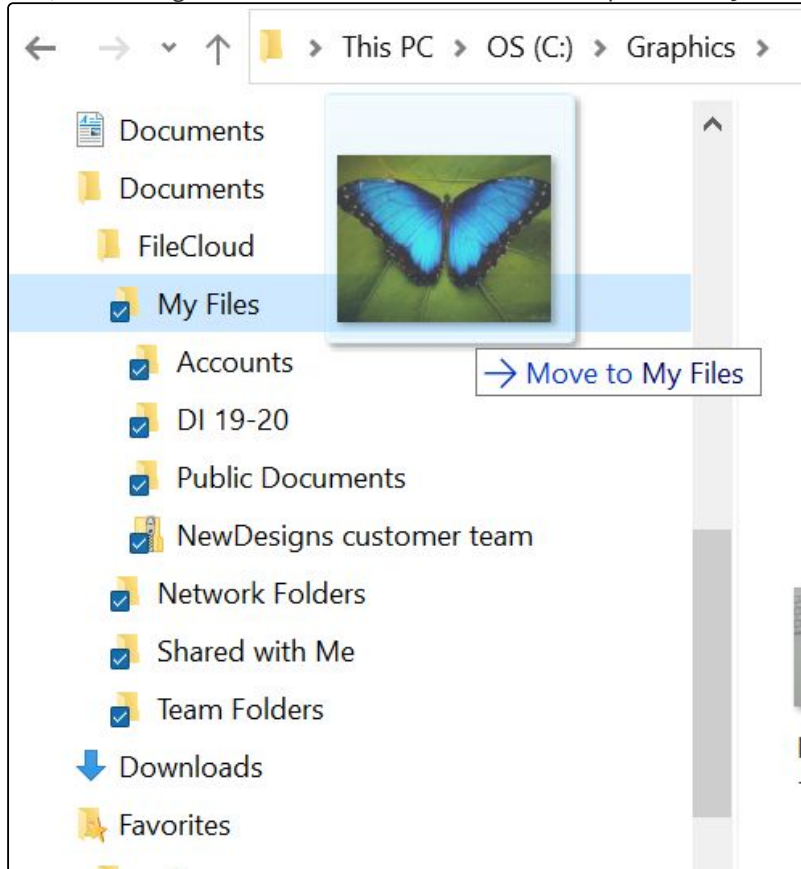 This PC > OS (C:) > Graphics >
Documents
Documents
FileCloud
My Files
Accounts
→ Move to My Files
DI 19-20
Public Documents
NewDesigns customer team
Network Folders
Shared with Me
Team Folders
Downloads
Favorites